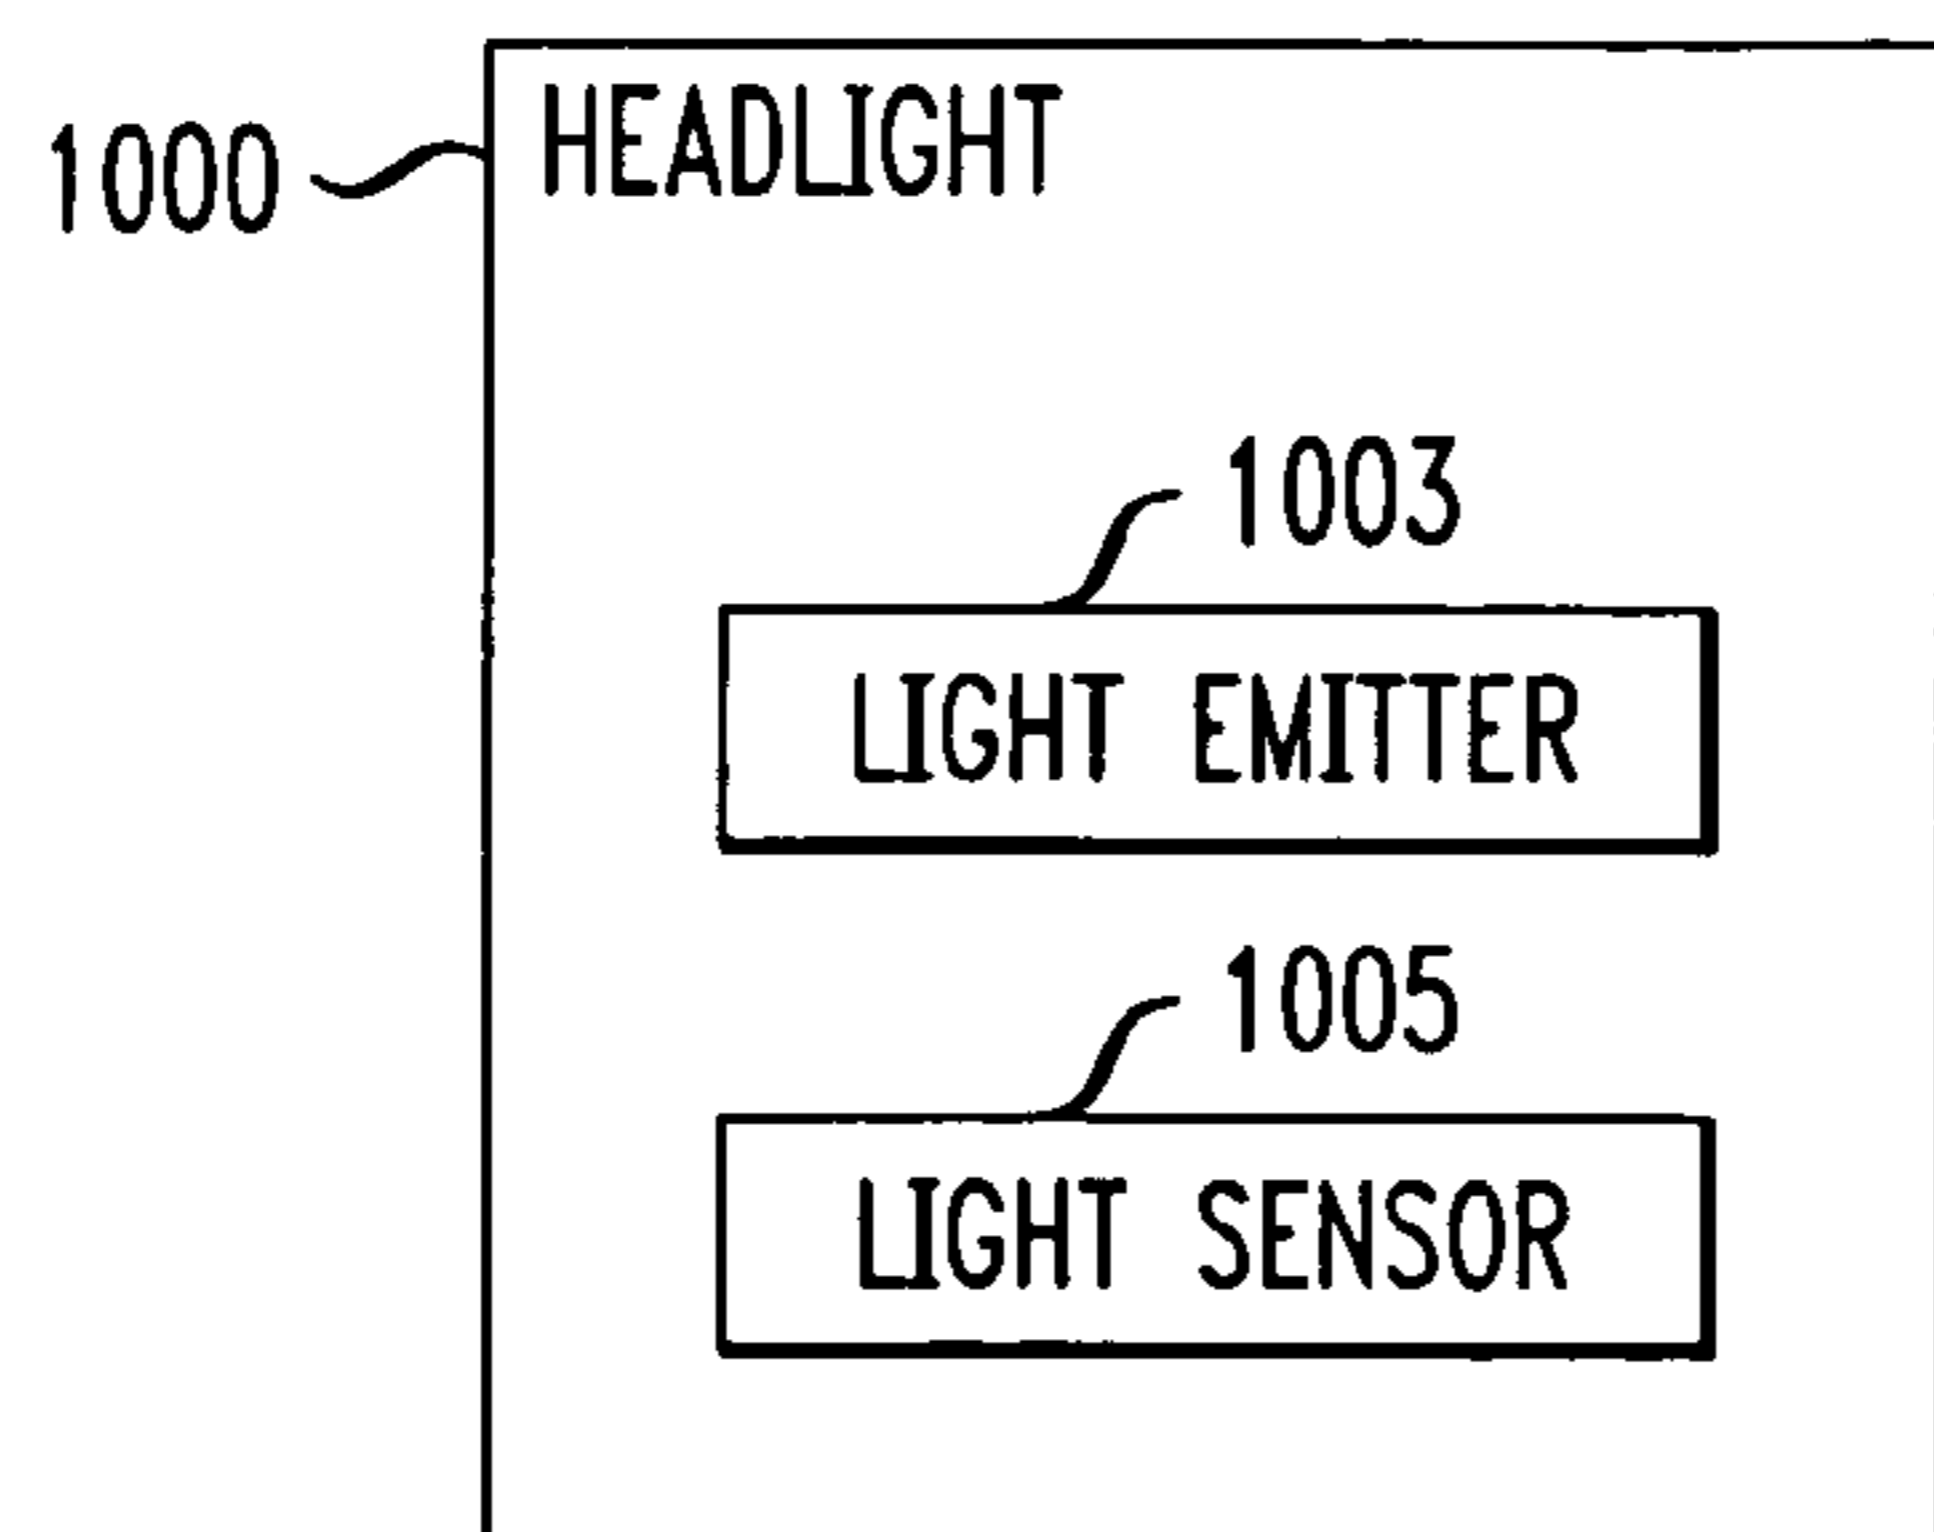 1000 HEADLIGHT
1003
LIGHT EMITTER
1005
LIGHT SENSOR